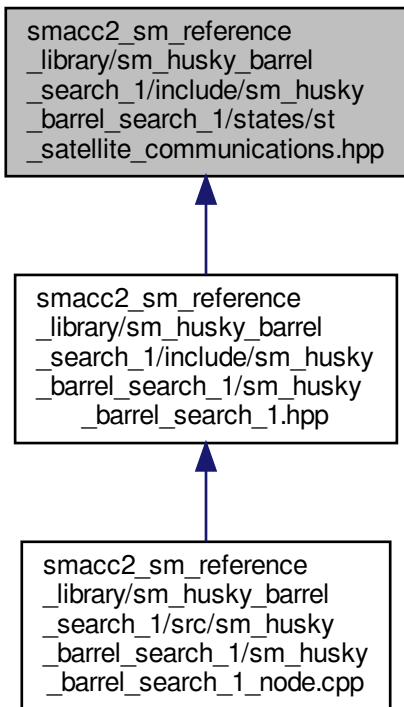 smacc2_sm_reference
_library/sm_husky_barrel
_search_1/include/sm_husky
_barrel_search_1/states/st
_satellite_communications.hpp
smacc2_sm_reference
_library/sm_husky_barrel
_search_1/include/sm_husky
_barrel_search_1/sm_husky
_barrel_search_1.hpp
smacc2_sm_reference
_library/sm_husky_barrel
_search_1/src/sm_husky
_barrel_search_1/sm_husky
_barrel_search_1_node.cpp